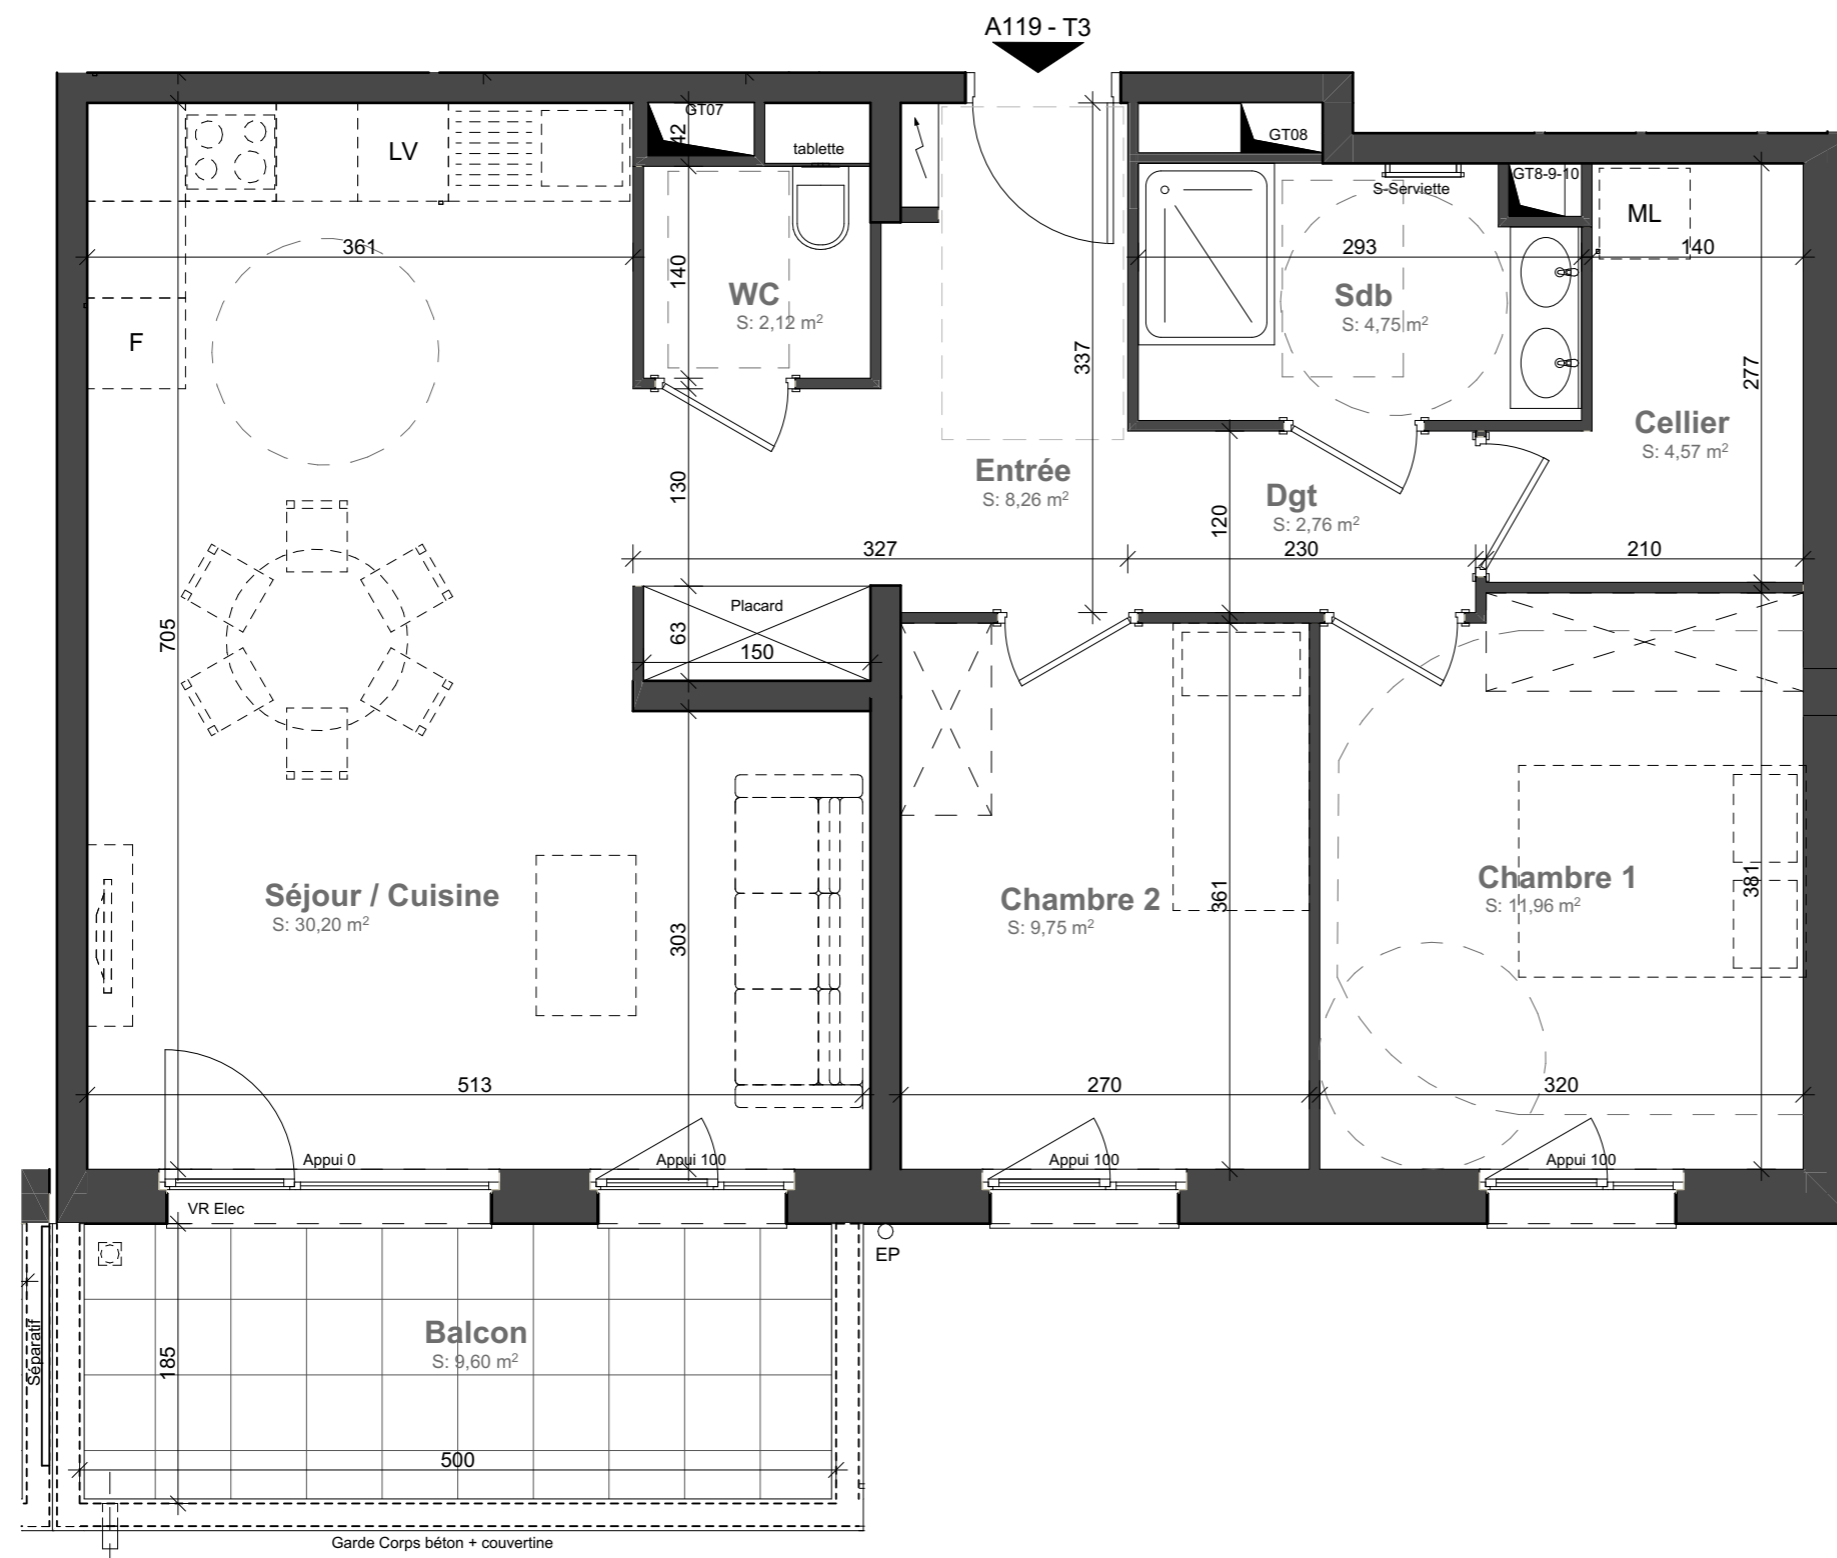 A119 - T3
GT07
42
tablette
LV
GT08
S-Serviette
GT8-9-10
ML
361
293
140
140
WC
S: 2,12 m²
Sdb
S: 4,75 m²
F
337
277
Cellier
S: 4,57 m²
130
Entrée
S: 8,26 m²
Dgt
S: 2,76 m²
120
327
230
210
Placard
63
150
705
Séjour / Cuisine
S: 30,20 m²
303
Chambre 2
S: 9,75 m²
361
Chambre 1
S: 11,96 m²
381
513
270
320
Appui 0
Appui 100
Appui 100
Appui 100
VR Elec
EP
Séparatif
185
Balcon
S: 9,60 m²
500
Garde Corps béton + couvertine